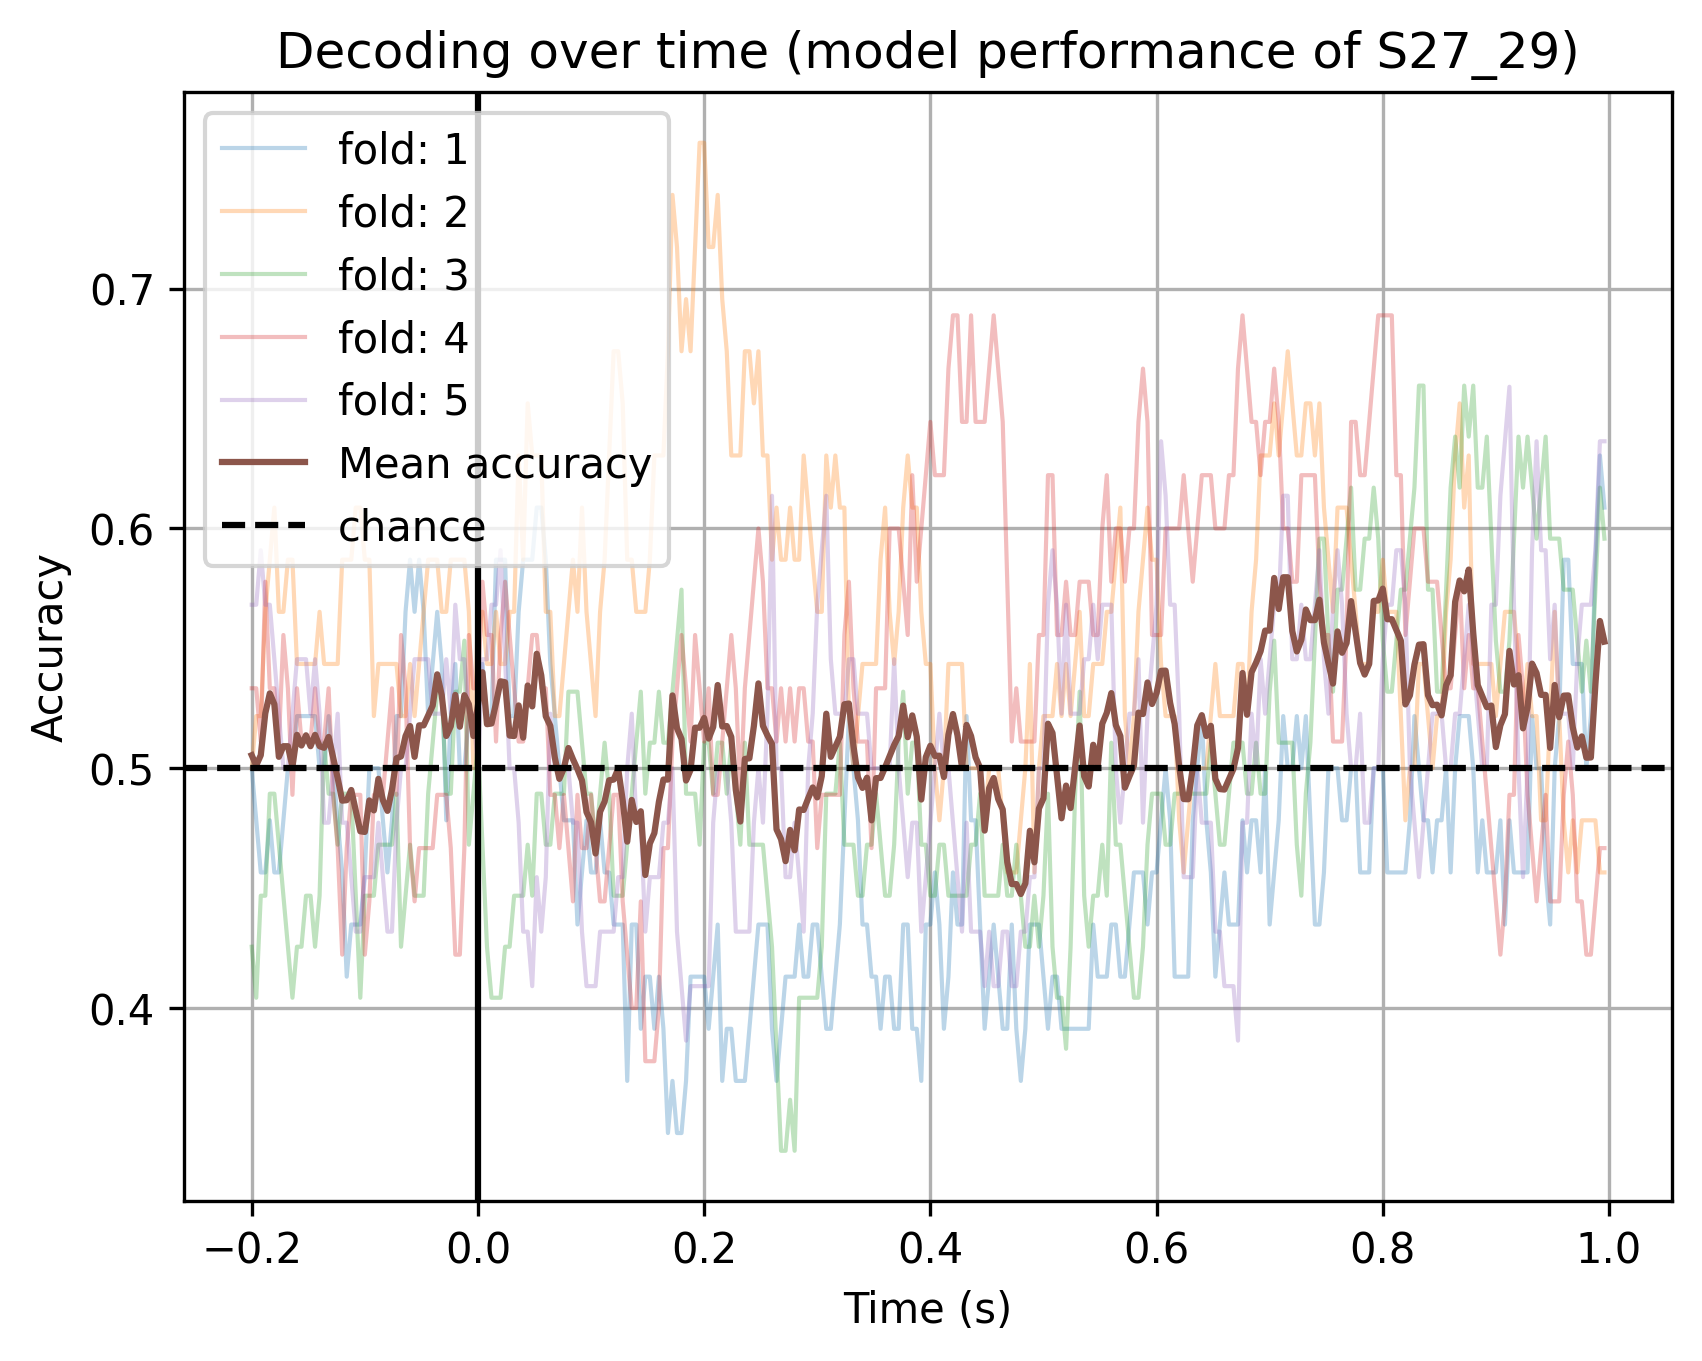 Decoding over time (model performance of S27_29)
fold: 1
fold: 2
fold: 3
fold: 4
fold: 5
Mean accuracy
chance
0.7
0.6
0.5
0.4
Accuracy
−0.2 0.0 0.2 0.4 0.6 0.8 1.0
Time (s)